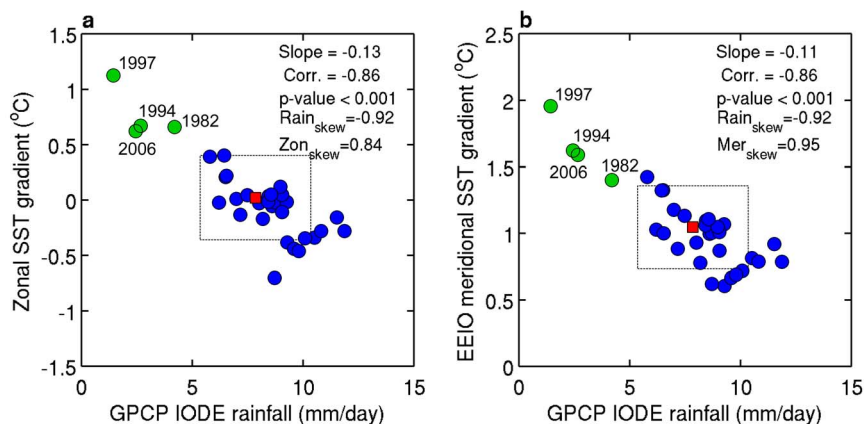 a
Zonal SST gradient (°C)
1.5
1
0.5
0
-0.5
-1
-1.5
1997
1994
1982
2006
Slope = -0.13
Corr. = -0.86
p-value < 0.001
Rain_skew=-0.92
Zon_skew=0.84
0 5 10 15
GPCP IODE rainfall (mm/day)
b
EEIO meridional SST gradient (°C)
2.5
2
1.5
1
0.5
0
1997
1994
2006
1982
Slope = -0.11
Corr. = -0.86
p-value < 0.001
Rain_skew=-0.92
Mer_skew=0.95
0 5 10 15
GPCP IODE rainfall (mm/day)